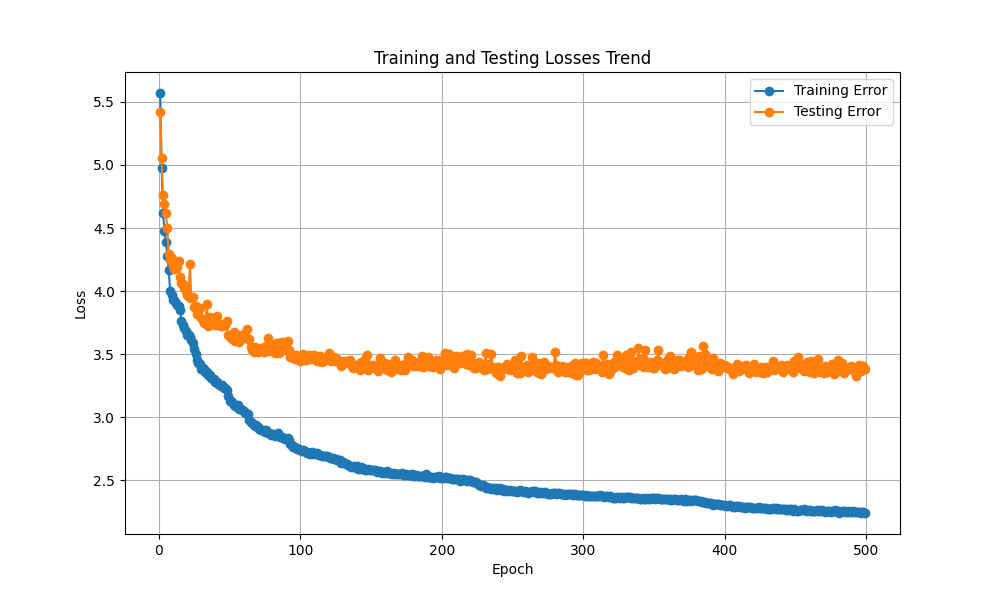 Training and Testing Losses Trend
Training Error
Testing Error
Loss
5.5
5.0
4.5
4.0
3.5
3.0
2.5
0 100 200 300 400 500
Epoch